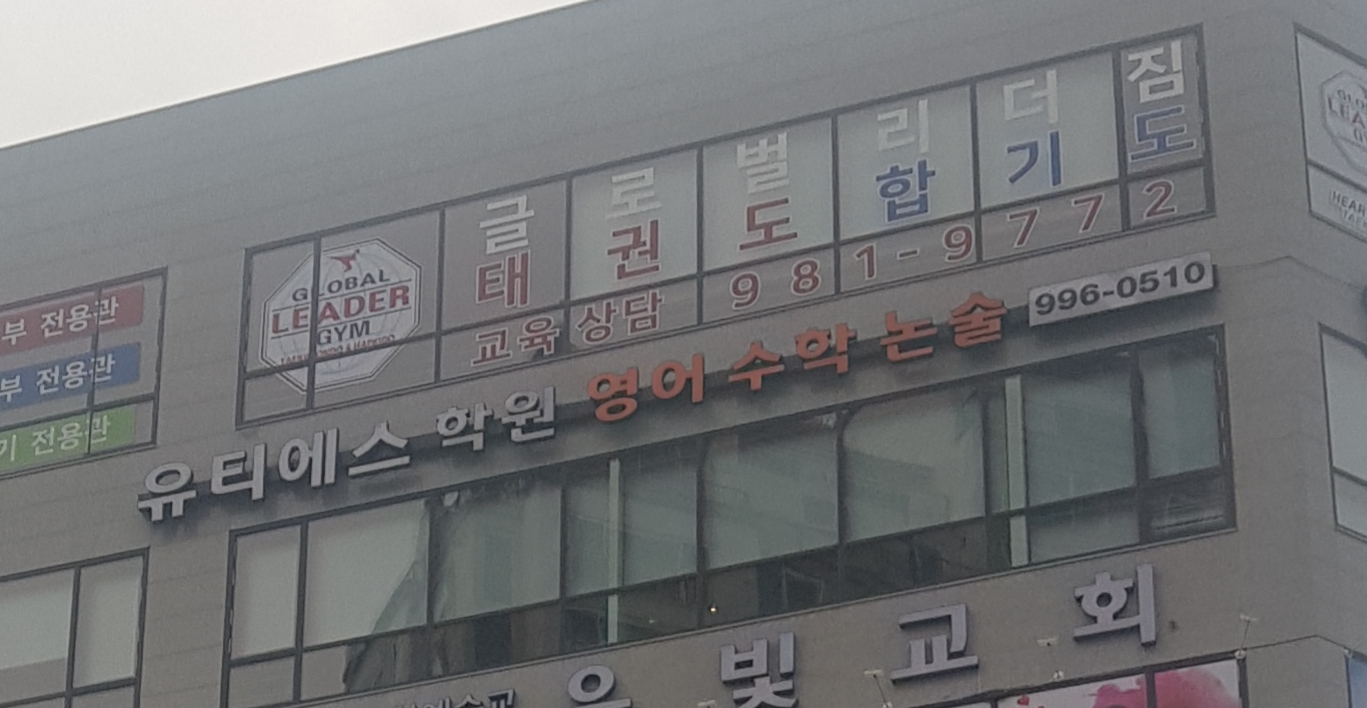 글로벌리더짐
태권도합기도
교육상담 981-9772
GLOBAL
LEADER
GYM
부 전용관
부 전용관
기 전용관
유티에스 학원 영어 수학 논술 996-0510
빛교회